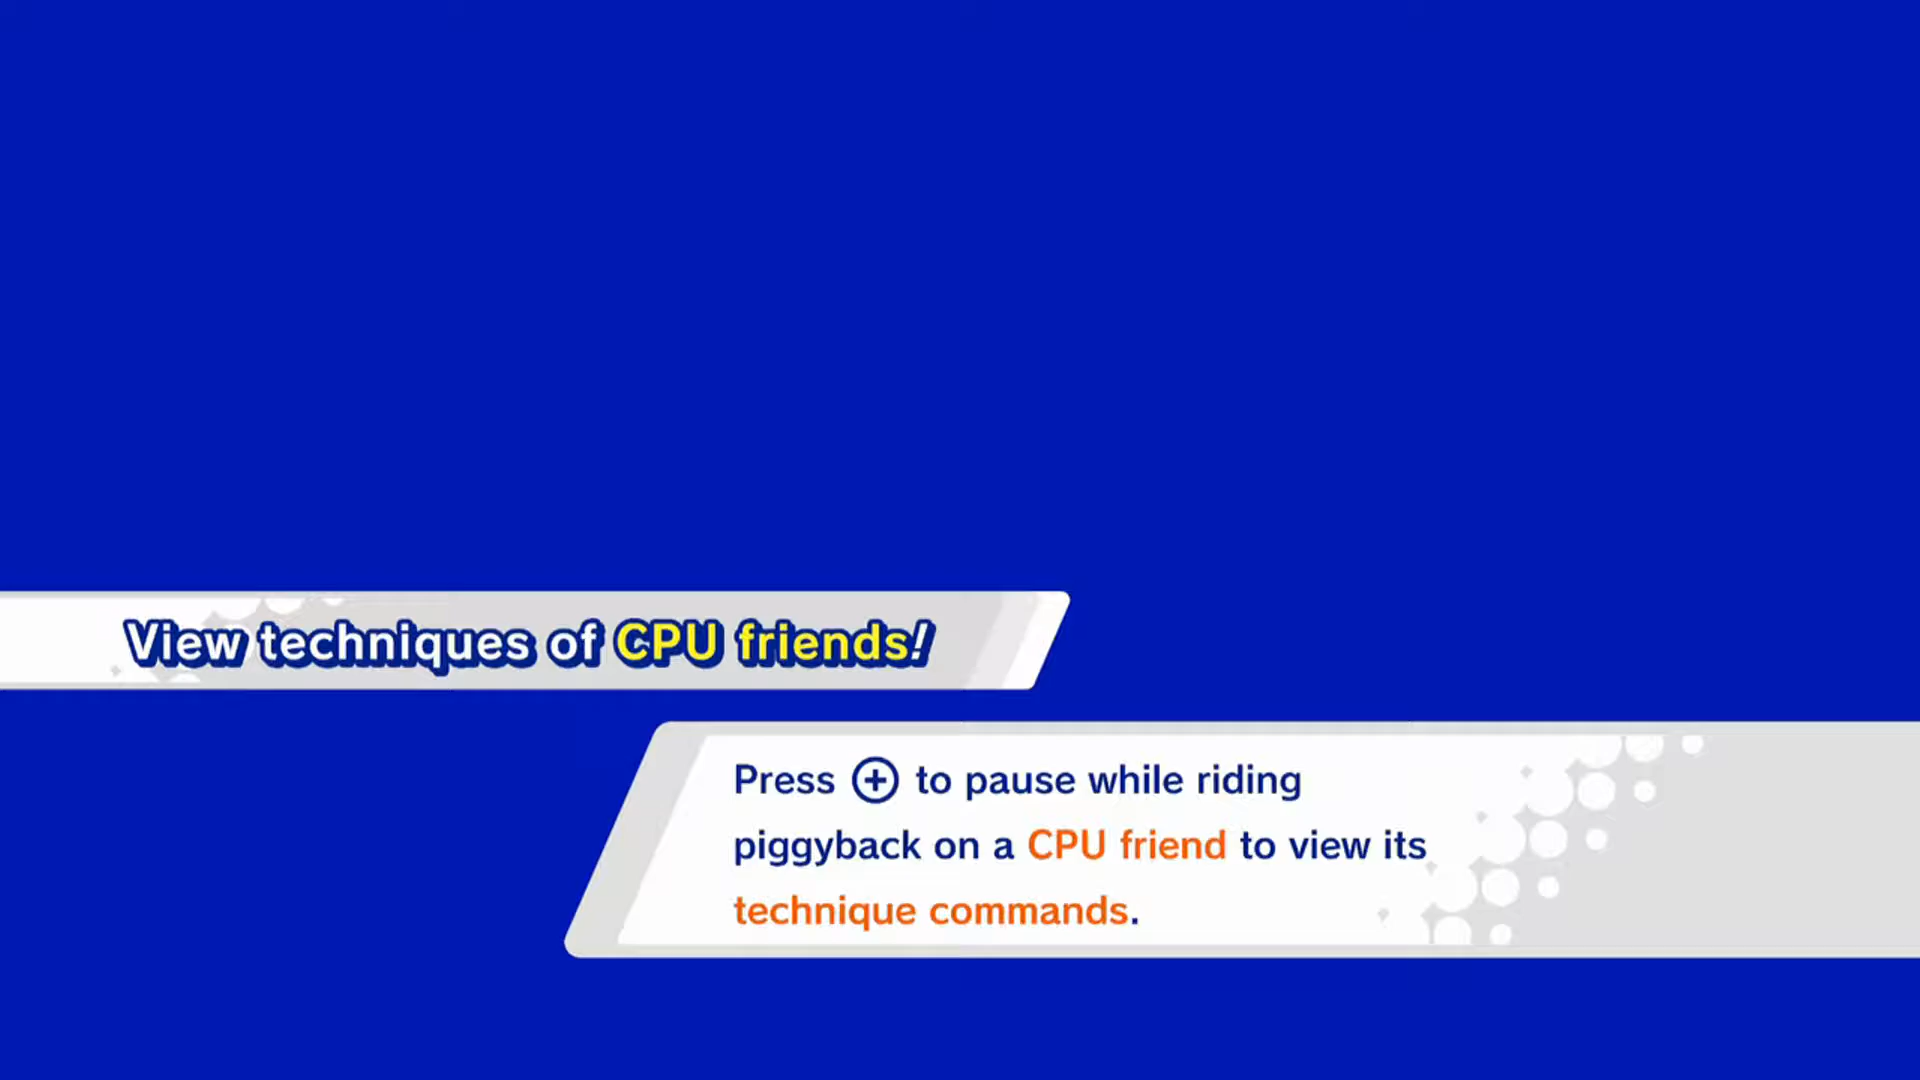 View techniques of CPU friends!
Press ⊕ to pause while riding
piggyback on a CPU friend to view its
technique commands.